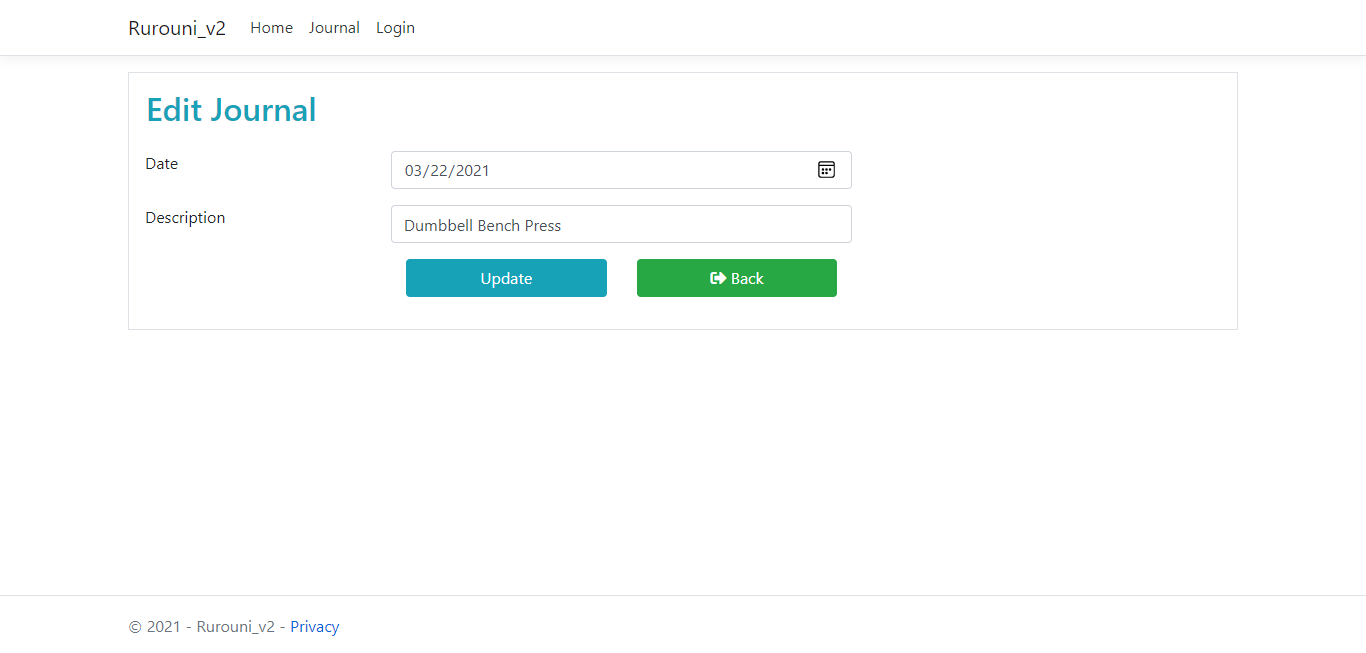 Rurouni_v2 Home Journal Login
Edit Journal
Date 03/22/2021
Description Dumbbell Bench Press
Update Back
© 2021 - Rurouni_v2 - Privacy